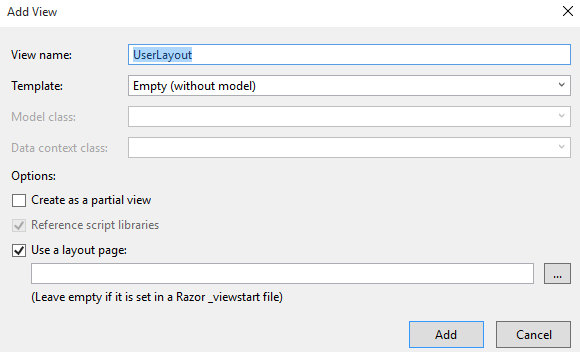 Add View
View name: UserLayout
Template: Empty (without model)
Model class:
Data context class:
Options:
Create as a partial view
Reference script libraries
Use a layout page:
...
(Leave empty if it is set in a Razor _viewstart file)
Add Cancel